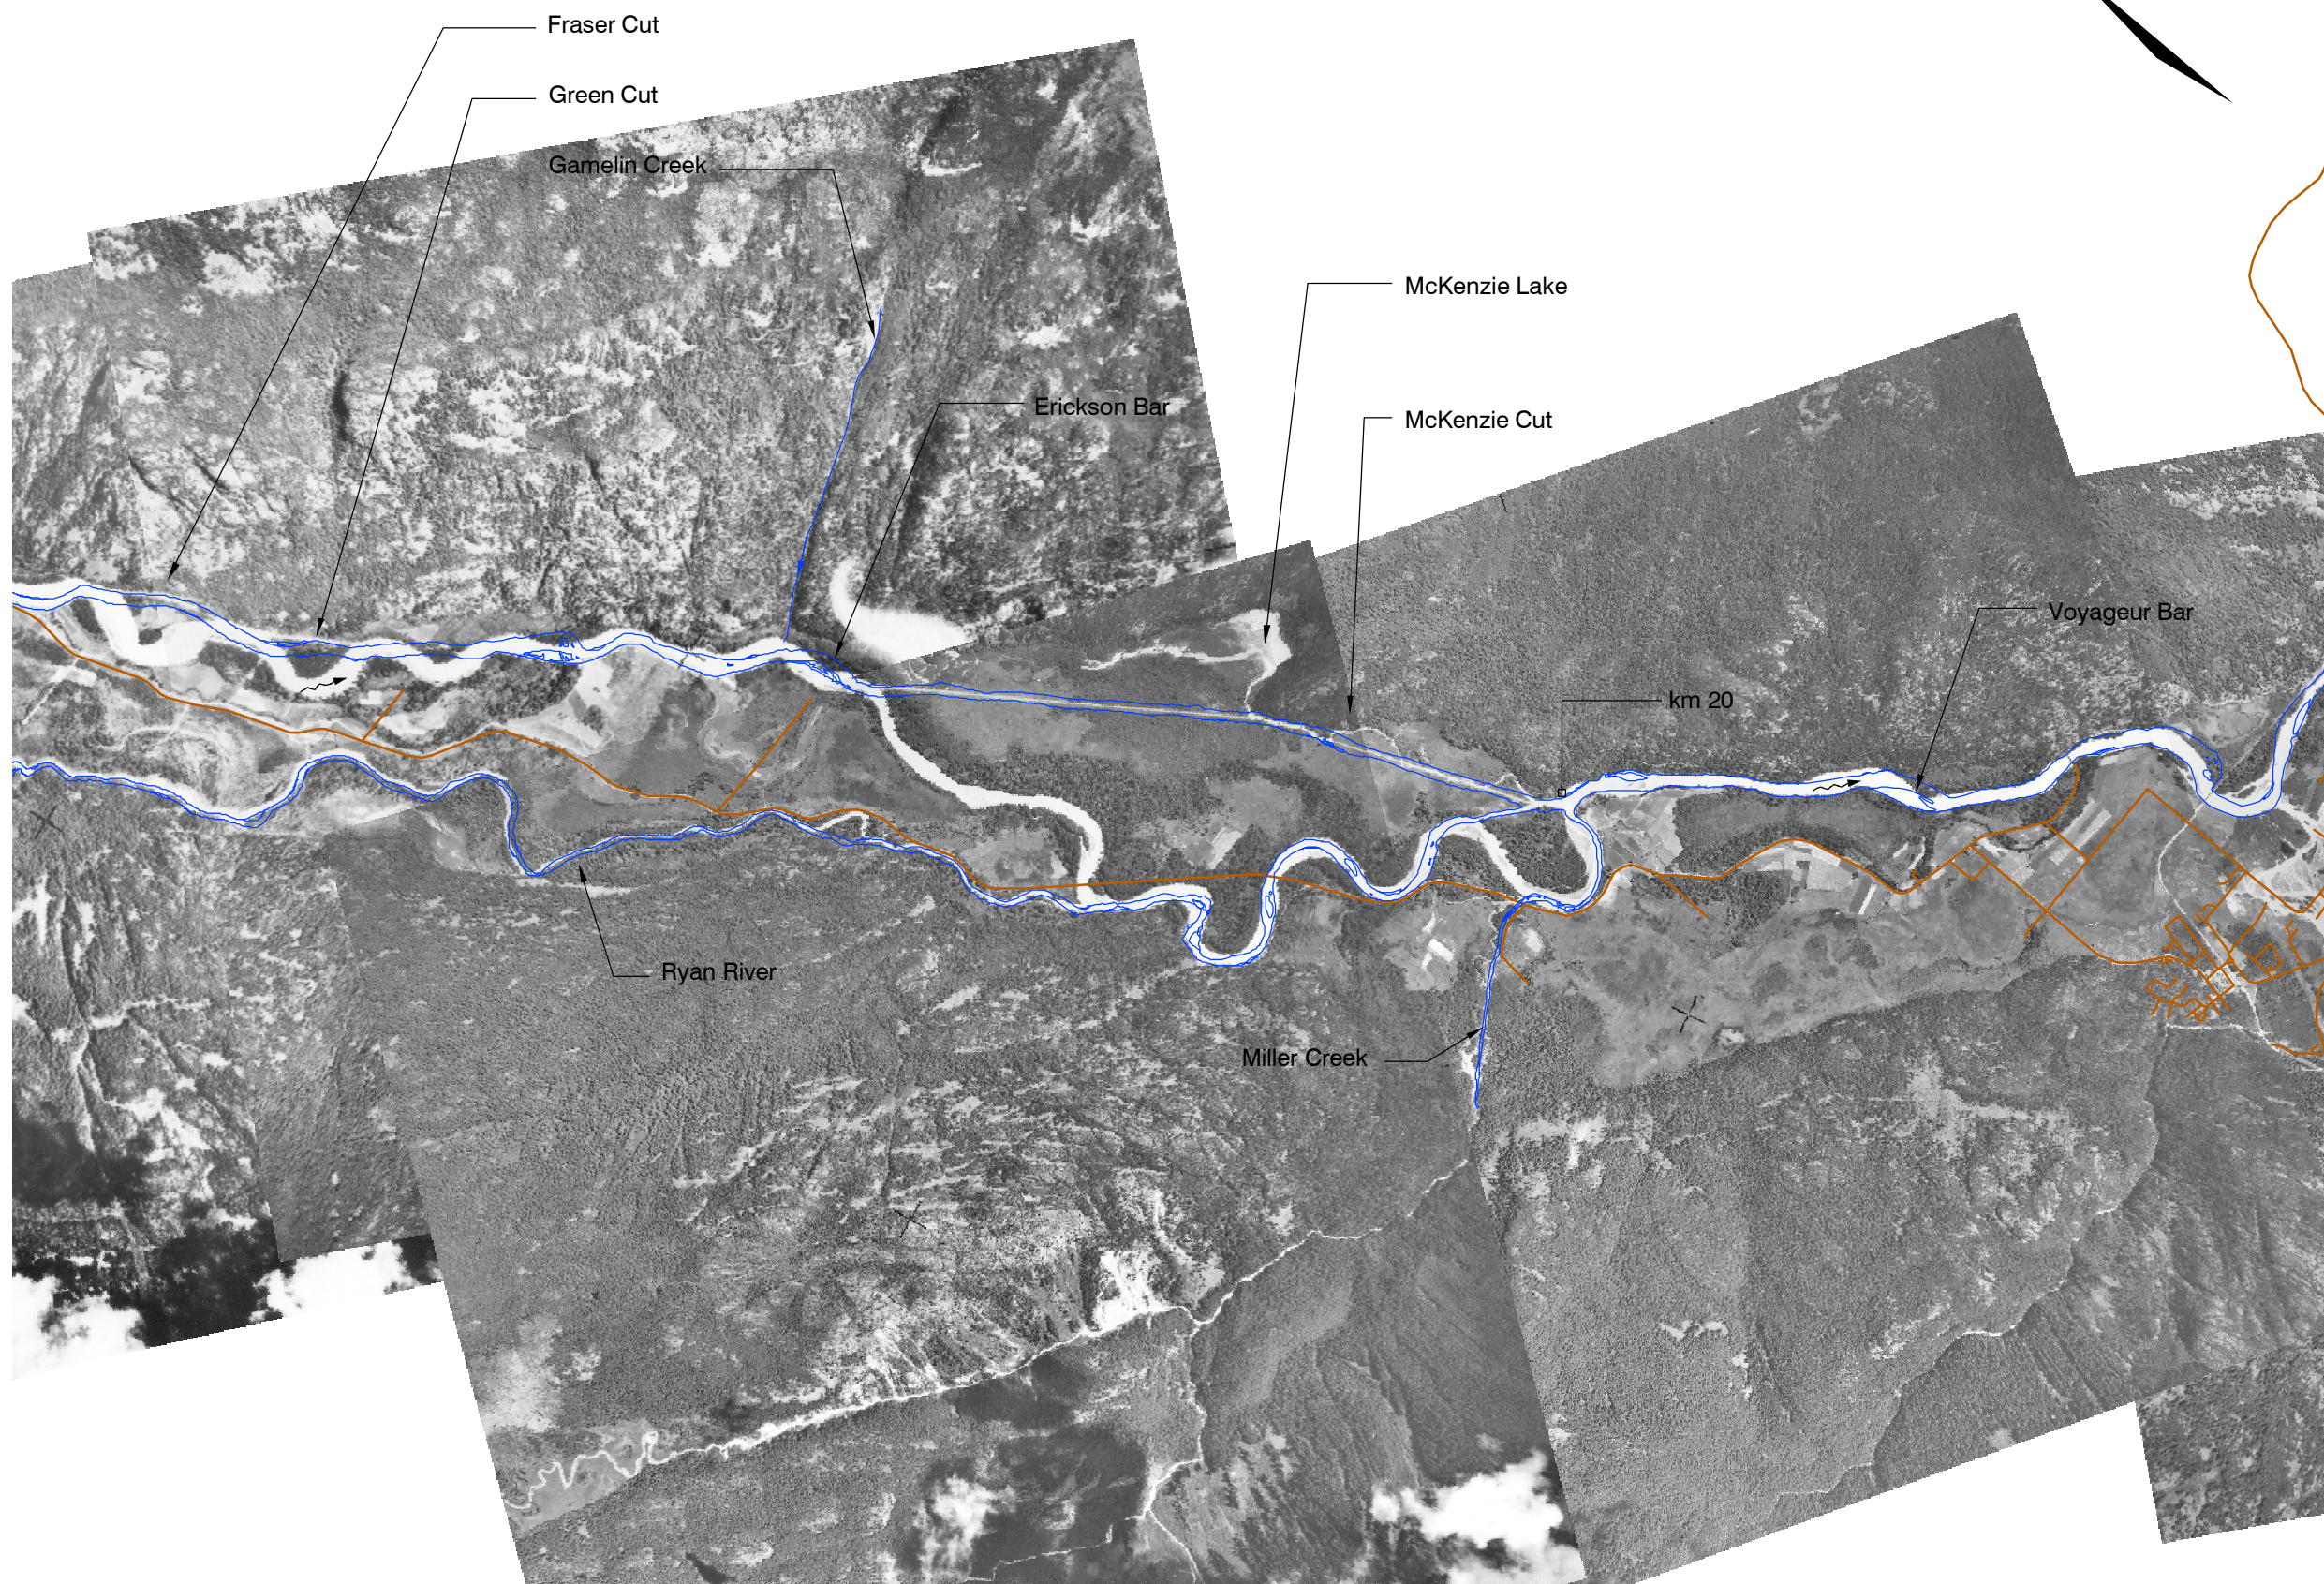 Fraser Cut
Green Cut
Gamelin Creek
McKenzie Lake
Erickson Bar
McKenzie Cut
Voyageur Bar
km 20
Ryan River
Miller Creek